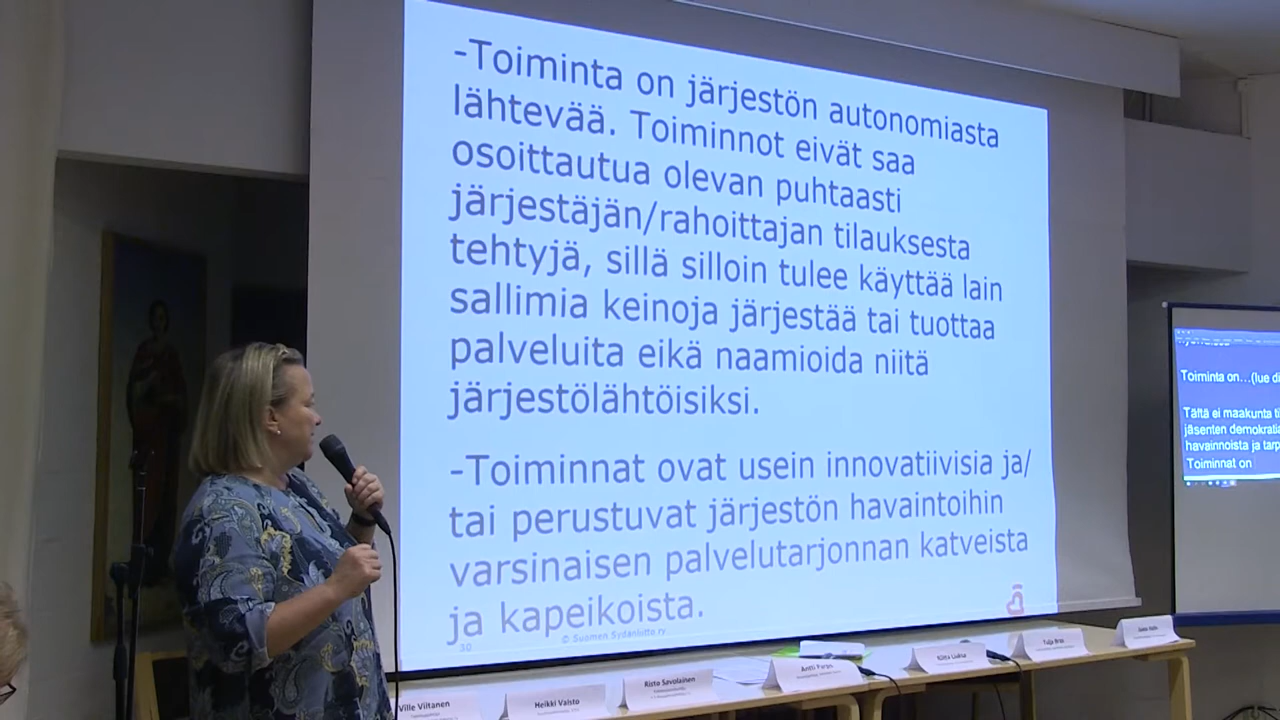 -Toiminta on järjestön autonomiasta
lähtevää. Toiminnot eivät saa
osoittautua olevan puhtaasti
järjestäjän/rahoittajan tilauksesta
tehtyjä, sillä silloin tulee käyttää lain
sallimia keinoja järjestää tai tuottaa
palveluita eikä naamioida niitä
järjestölähtöisiksi.
-Toiminnat ovat usein innovatiivisia ja/
tai perustuvat järjestön havaintoihin
varsinaisen palvelutarjonnan katveista
ja kapeikoista.
© Suomen Sydänliitto ry
30
Toiminta on...(lue di
Tältä ei maakunta ti
jäsenten demokratia
havainnoista ja tarp
Toiminnat on
Ville Viitanen
Heikki Vaisto
Risto Savolainen
Antti
Tuija Brax